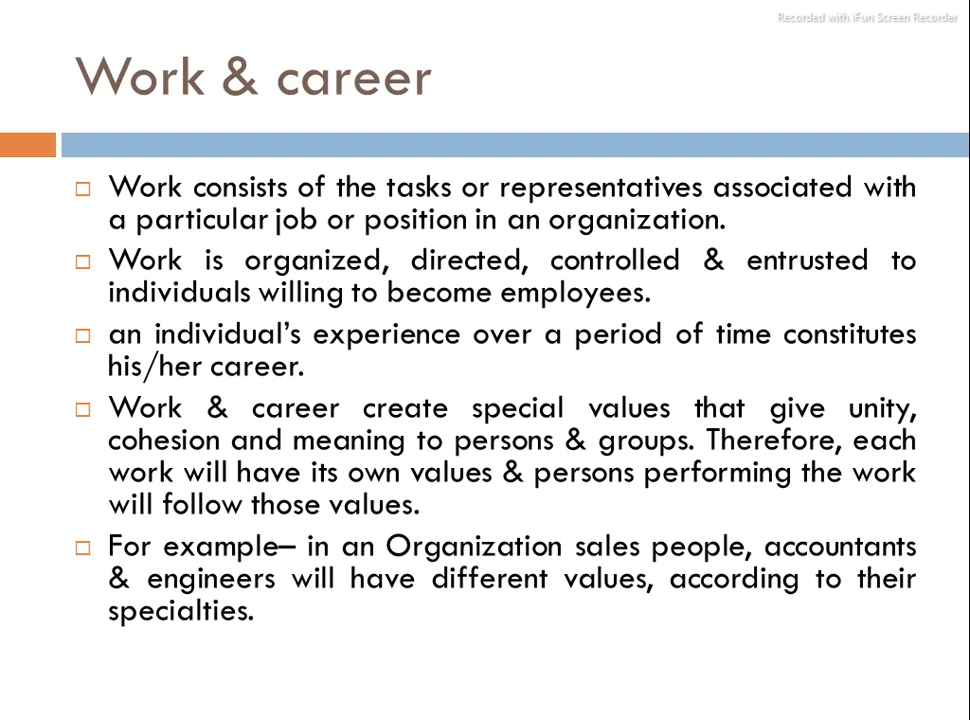 Recorded with iFun Screen Recorder
Work & career
Work consists of the tasks or representatives associated with
a particular job or position in an organization.
Work is organized, directed, controlled & entrusted to
individuals willing to become employees.
an individual’s experience over a period of time constitutes
his/her career.
Work & career create special values that give unity,
cohesion and meaning to persons & groups. Therefore, each
work will have its own values & persons performing the work
will follow those values.
For example– in an Organization sales people, accountants
& engineers will have different values, according to their
specialties.